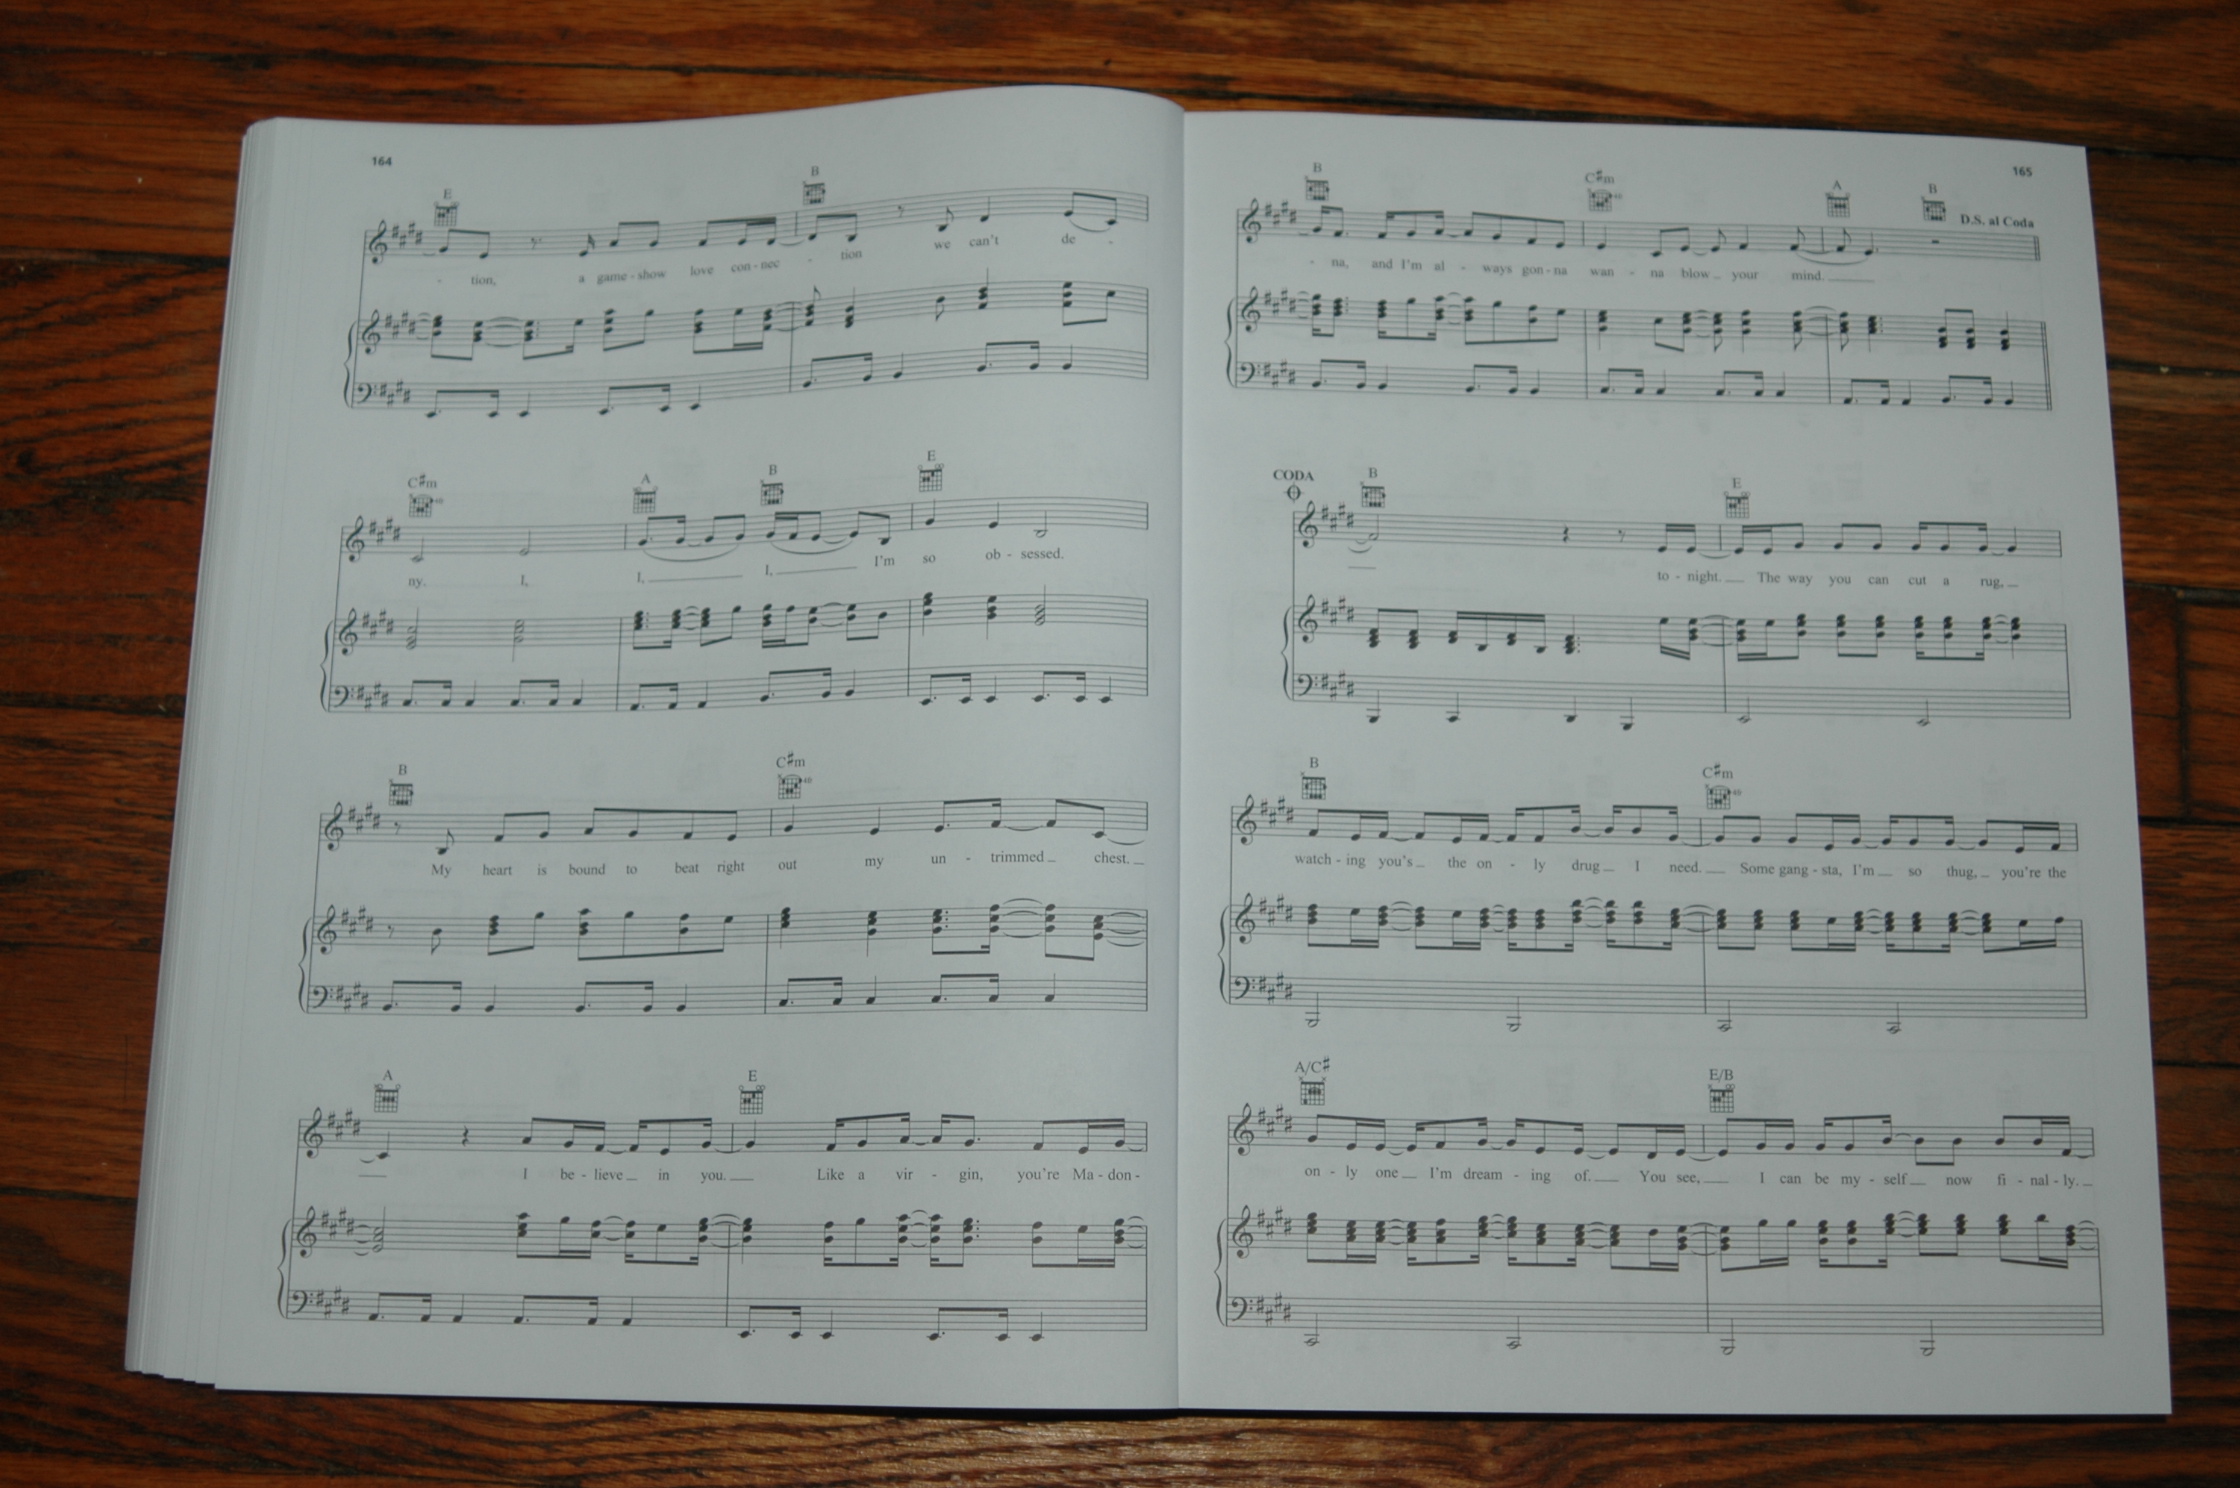 164
E B
- tion, a game - show love con - nec - tion we can't de -
C#m A B E
ny. I, I, I, I'm so ob - sessed.
B C#m
My heart is bound to beat right out my un - trimmed chest.
A E
I be - lieve in you. Like a vir - gin, you're Ma - don -
165
B C#m A B
D.S. al Coda
- na, and I'm al - ways gon - na wan - na blow your mind.
CODA B E
to - night. The way you can cut a rug,
B C#m
watch - ing you's the on - ly drug I need. Some gang - sta, I'm so thug, you're the
A/C# E/B
on - ly one I'm dream - ing of. You see, I can be my - self now fi - nal - ly.